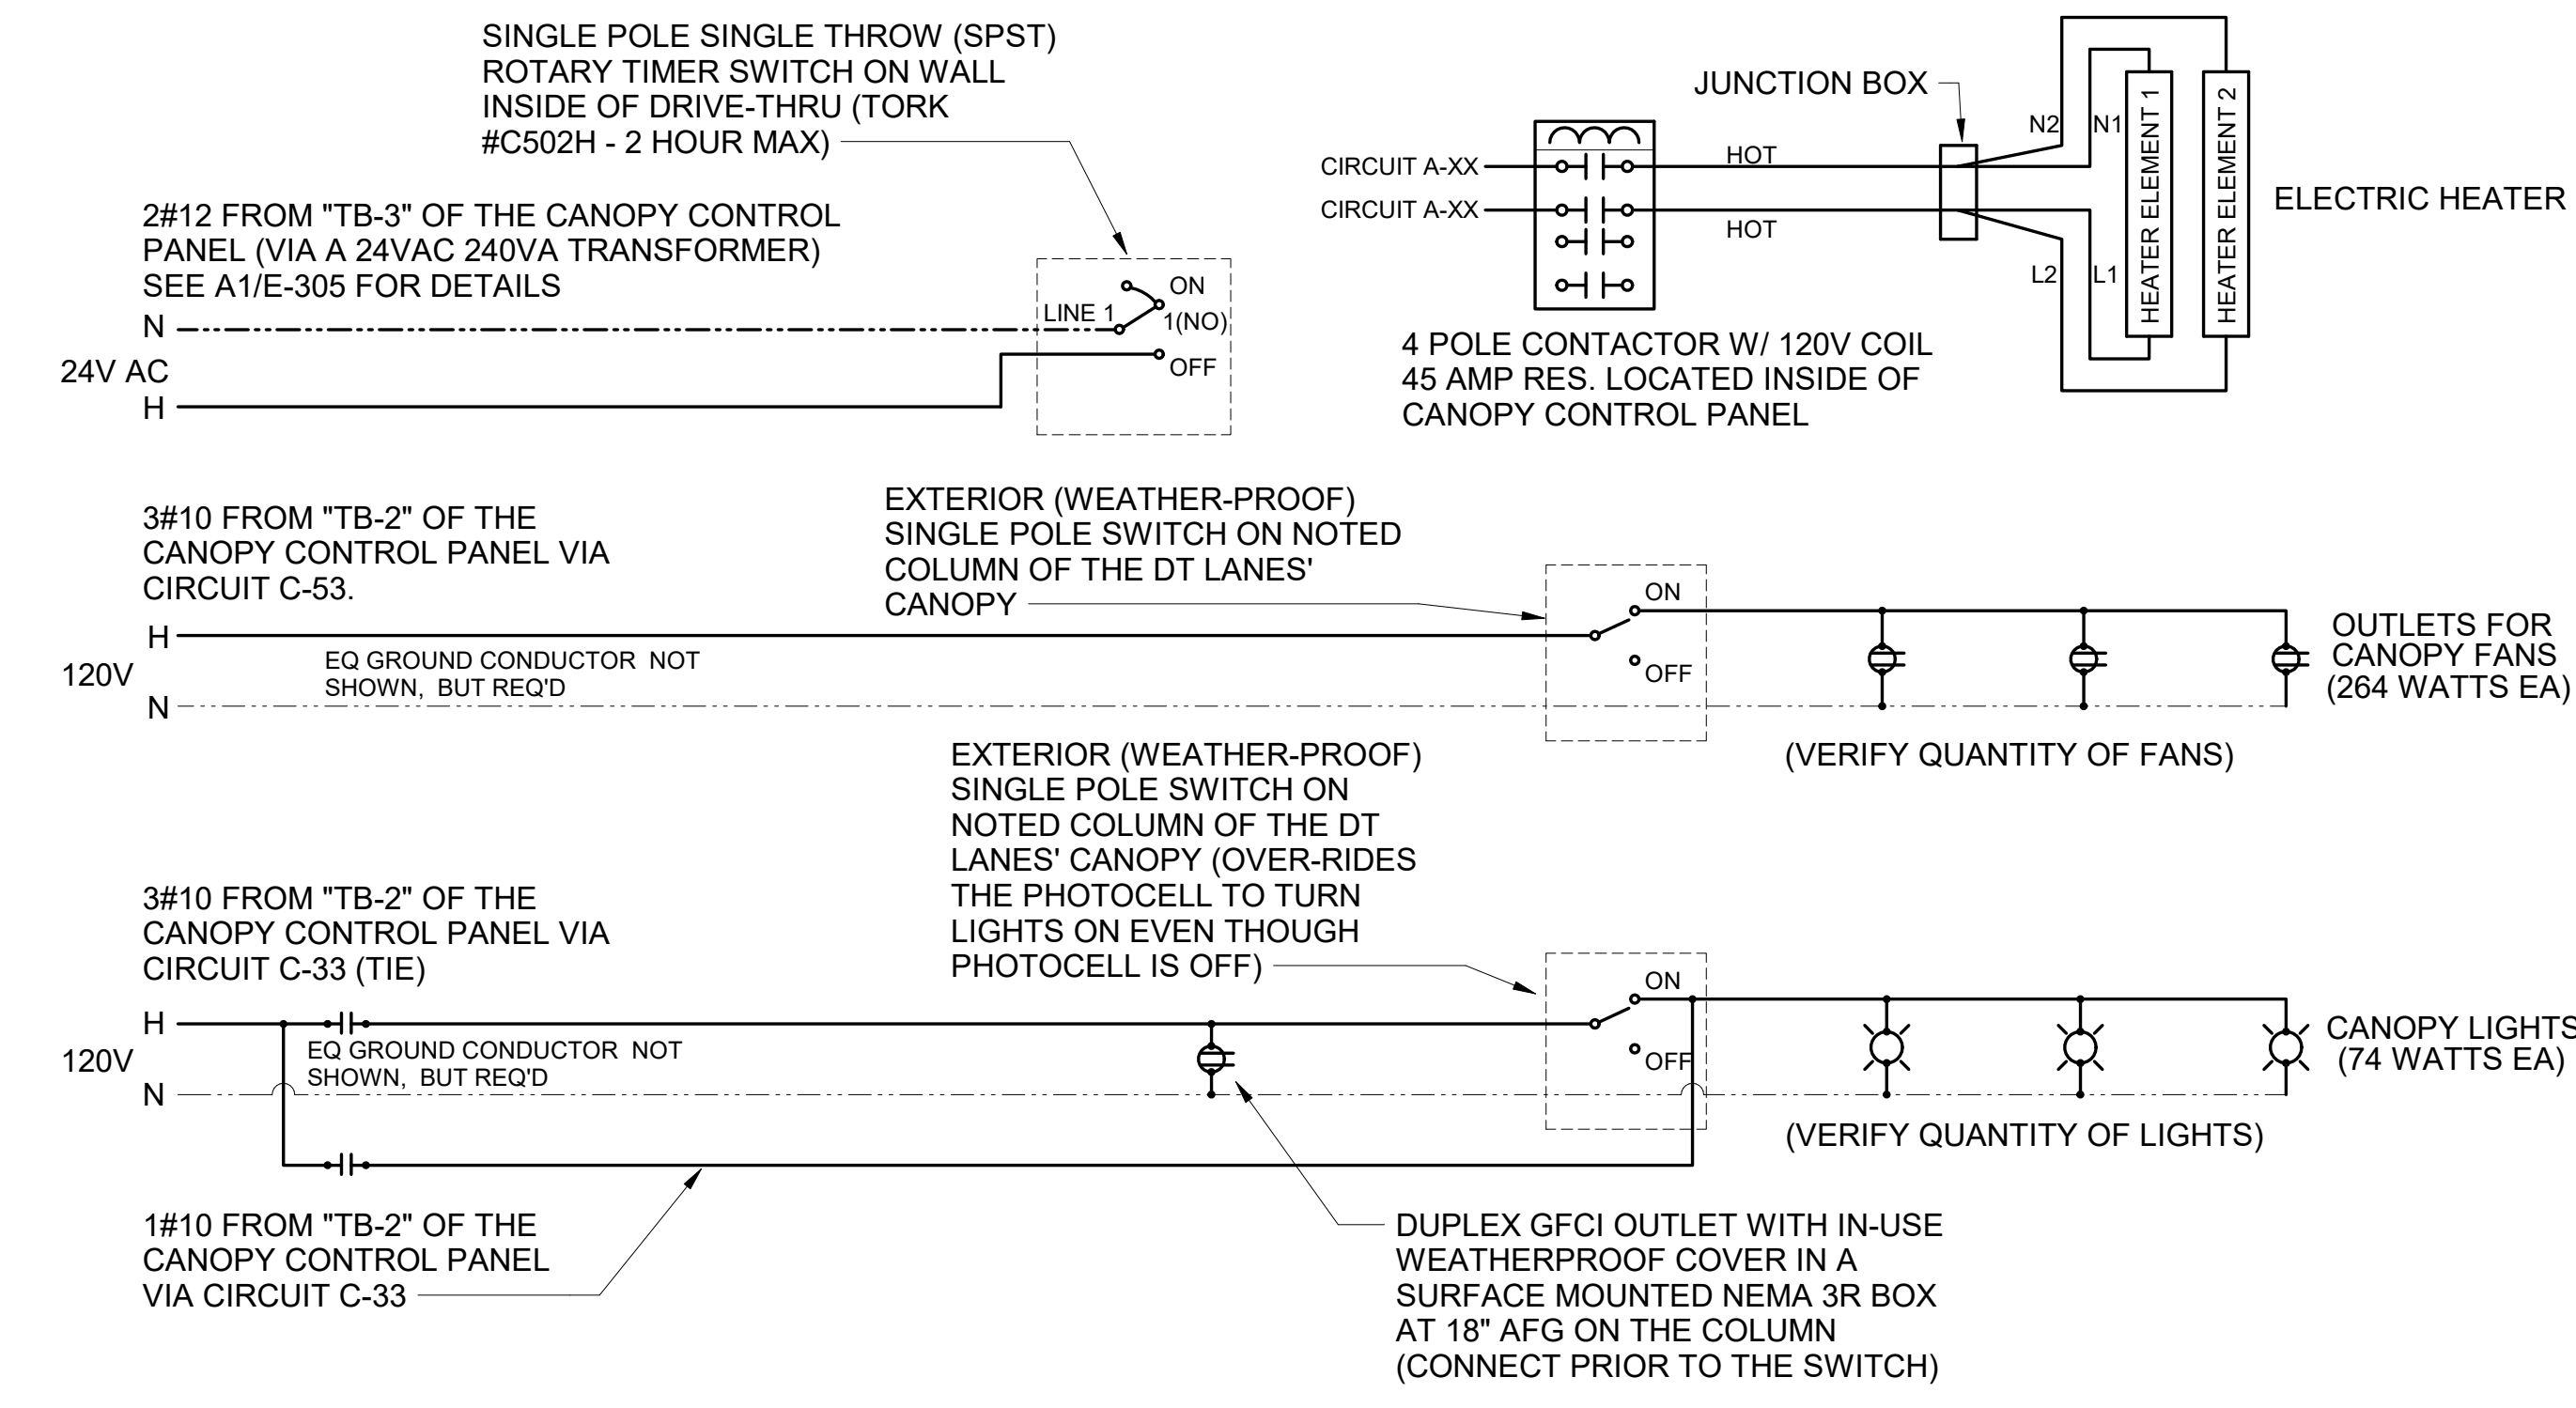 SINGLE POLE SINGLE THROW (SPST)
ROTARY TIMER SWITCH ON WALL
INSIDE OF DRIVE-THRU (TORK
#C502H - 2 HOUR MAX)
2#12 FROM "TB-3" OF THE CANOPY CONTROL
PANEL (VIA A 24VAC 240VA TRANSFORMER)
SEE A1/E-305 FOR DETAILS
N
24V AC
H
LINE 1
ON
1(NO)
OFF
JUNCTION BOX
CIRCUIT A-XX
CIRCUIT A-XX
HOT
HOT
N2
N1
L2
L1
HEATER ELEMENT 1
HEATER ELEMENT 2
ELECTRIC HEATER
4 POLE CONTACTOR W/ 120V COIL
45 AMP RES. LOCATED INSIDE OF
CANOPY CONTROL PANEL
3#10 FROM "TB-2" OF THE
CANOPY CONTROL PANEL VIA
CIRCUIT C-53.
H
120V
N
EQ GROUND CONDUCTOR NOT
SHOWN, BUT REQ'D
EXTERIOR (WEATHER-PROOF)
SINGLE POLE SWITCH ON NOTED
COLUMN OF THE DT LANES'
CANOPY
ON
OFF
OUTLETS FOR
CANOPY FANS
(264 WATTS EA)
(VERIFY QUANTITY OF FANS)
EXTERIOR (WEATHER-PROOF)
SINGLE POLE SWITCH ON
NOTED COLUMN OF THE DT
LANES' CANOPY (OVER-RIDES
THE PHOTOCELL TO TURN
LIGHTS ON EVEN THOUGH
PHOTOCELL IS OFF)
3#10 FROM "TB-2" OF THE
CANOPY CONTROL PANEL VIA
CIRCUIT C-33 (TIE)
H
120V
N
EQ GROUND CONDUCTOR NOT
SHOWN, BUT REQ'D
ON
OFF
CANOPY LIGHTS
(74 WATTS EA)
(VERIFY QUANTITY OF LIGHTS)
1#10 FROM "TB-2" OF THE
CANOPY CONTROL PANEL
VIA CIRCUIT C-33
DUPLEX GFCI OUTLET WITH IN-USE
WEATHERPROOF COVER IN A
SURFACE MOUNTED NEMA 3R BOX
AT 18" AFG ON THE COLUMN
(CONNECT PRIOR TO THE SWITCH)